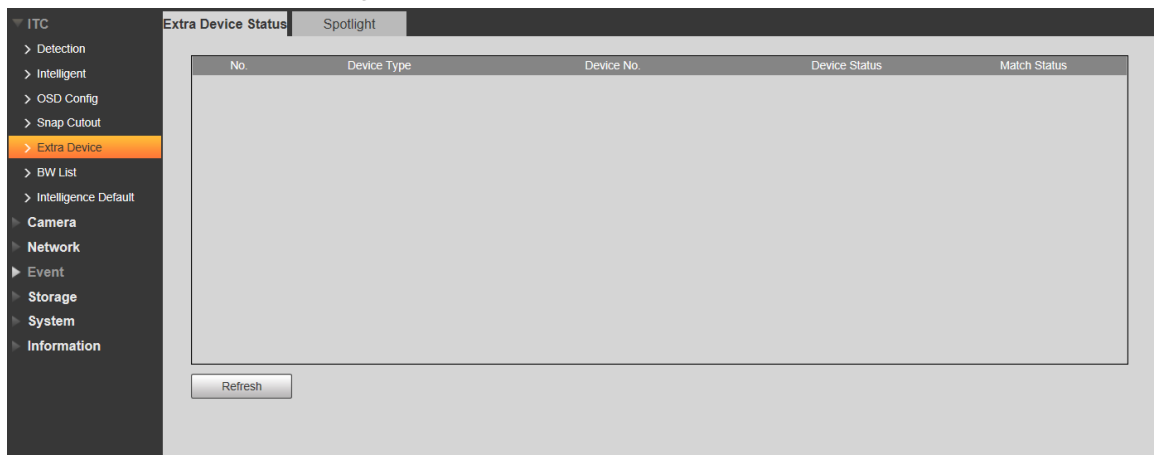 ITC
Detection
Intelligent
OSD Config
Snap Cutout
Extra Device
BW List
Intelligence Default
Camera
Network
Event
Storage
System
Information
Extra Device Status Spotlight
No. Device Type Device No. Device Status Match Status
Refresh